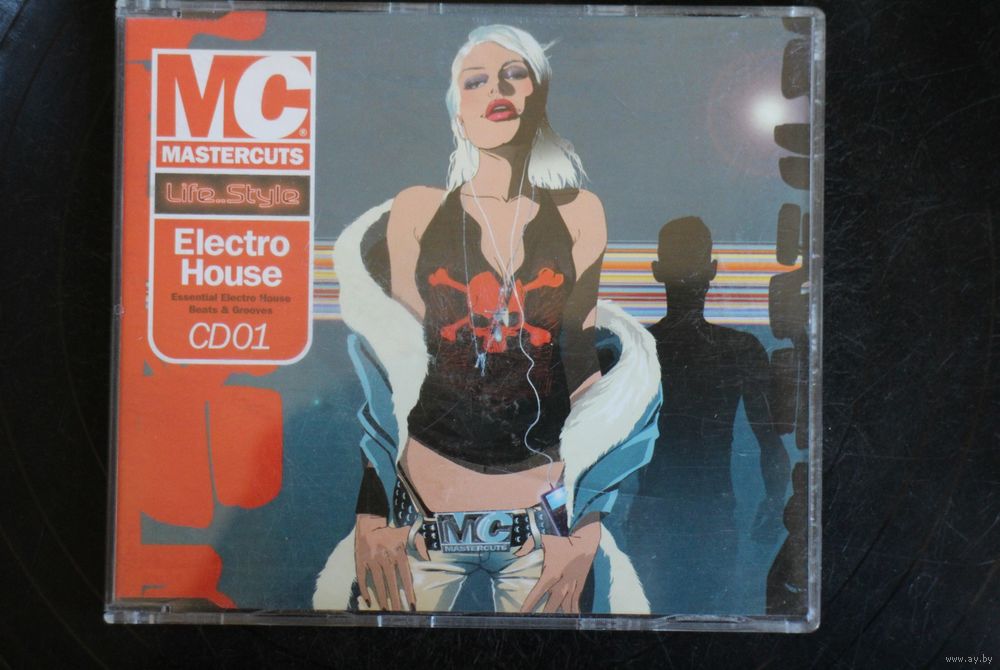 MC®
MASTERCUTS
Life..Style
Electro
House
Essential Electro House
Beats & Grooves
CD01
MC
MASTERCUTS
www.ay.by